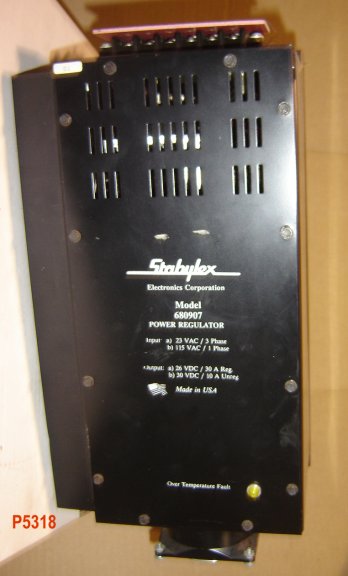 Stabylex
Electronics Corporation
Model
680907
POWER REGULATOR
Input: a) 23 VAC / 3 Phase
b) 115 VAC / 1 Phase
Output: a) 26 VDC / 30 A Reg.
b) 20 VDC / 10 A Unreg.
Made in USA
Over Temperature Fault
P5318